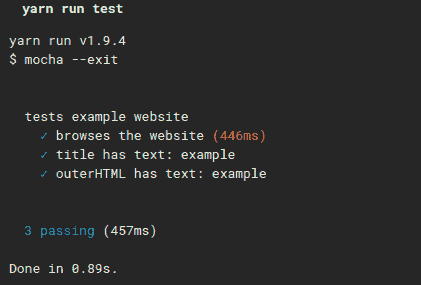 yarn run test
yarn run v1.9.4
$ mocha --exit
tests example website
✓ browses the website (446ms)
✓ title has text: example
✓ outerHTML has text: example
3 passing (457ms)
Done in 0.89s.